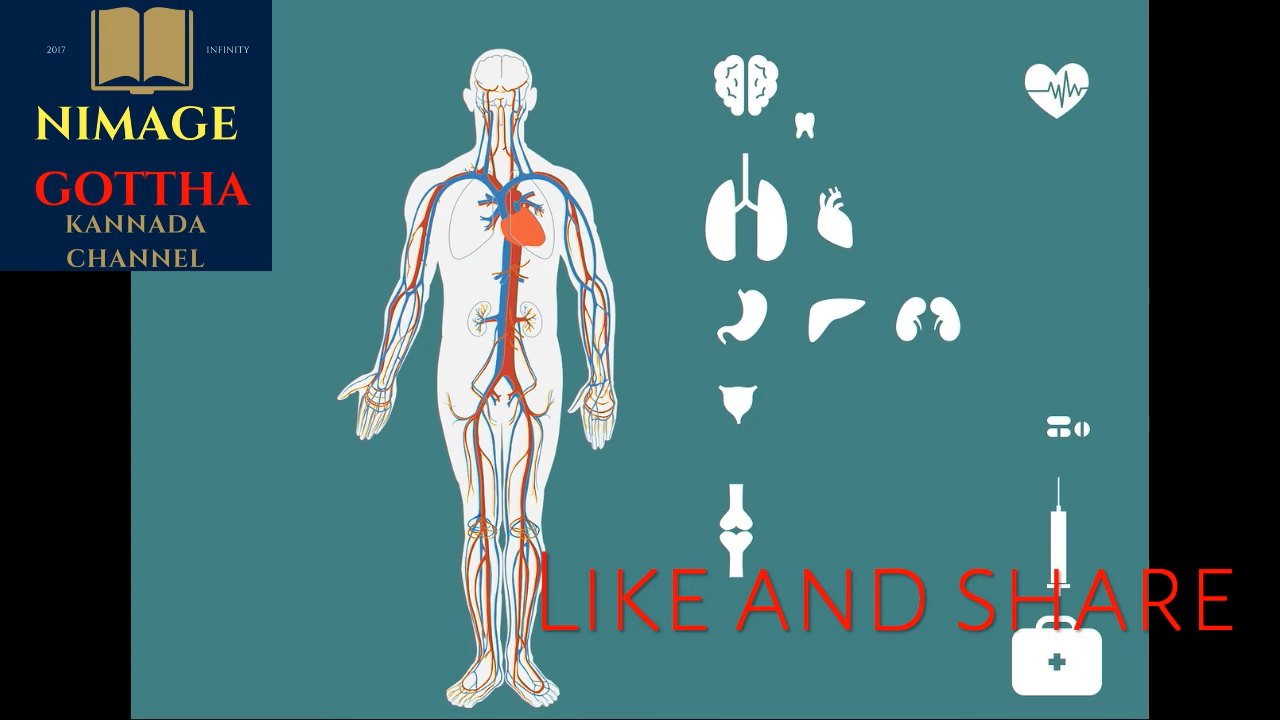 2017 INFINITY
NIMAGE
GOTTHA
KANNADA
CHANNEL
LIKE AND SHARE